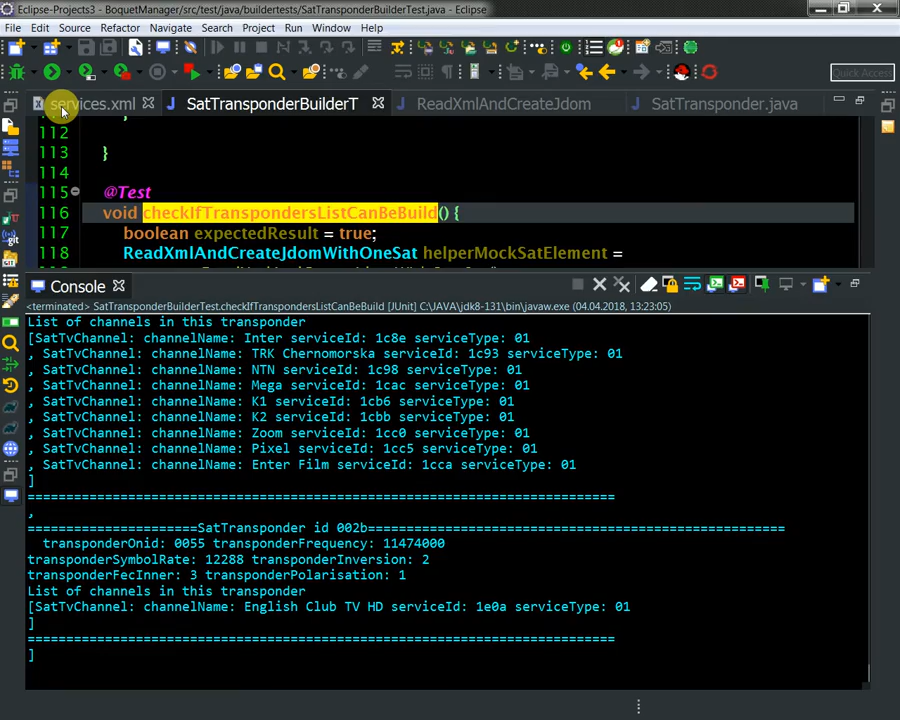 Eclipse-Projects3 - BoquetManager/src/test/java/buildertests/SatTransponderBuilderTest.java - Eclipse
File Edit Source Refactor Navigate Search Project Run Window Help
Quick Access
services.xml SatTransponderBuilderT ReadXmlAndCreateJdom SatTransponder.java
112
113 }
114
115 @Test
116 void checkIfTranspondersListCanBeBuild() {
117 boolean expectedResult = true;
118 ReadXmlAndCreateJdomWithOneSat helperMockSatElement =
Console
<terminated> SatTransponderBuilderTest.checkIfTranspondersListCanBeBuild [JUnit] C:\JAVA\jdk8-131\bin\javaw.exe (04.04.2018, 13:23:05)
List of channels in this transponder
[SatTvChannel: channelName: Inter serviceId: 1c8e serviceType: 01
, SatTvChannel: channelName: TRK Chernomorska serviceId: 1c93 serviceType: 01
, SatTvChannel: channelName: NTN serviceId: 1c98 serviceType: 01
, SatTvChannel: channelName: Mega serviceId: 1cac serviceType: 01
, SatTvChannel: channelName: K1 serviceId: 1cb6 serviceType: 01
, SatTvChannel: channelName: K2 serviceId: 1cbb serviceType: 01
, SatTvChannel: channelName: Zoom serviceId: 1cc0 serviceType: 01
, SatTvChannel: channelName: Pixel serviceId: 1cc5 serviceType: 01
, SatTvChannel: channelName: Enter Film serviceId: 1cca serviceType: 01
]
============================================================================
,
======================SatTransponder id 002b======================================================
transponderOnid: 0055 transponderFrequency: 11474000
transponderSymbolRate: 12288 transponderInversion: 2
transponderFecInner: 3 transponderPolarisation: 1
List of channels in this transponder
[SatTvChannel: channelName: English Club TV HD serviceId: 1e0a serviceType: 01
]
============================================================================
]